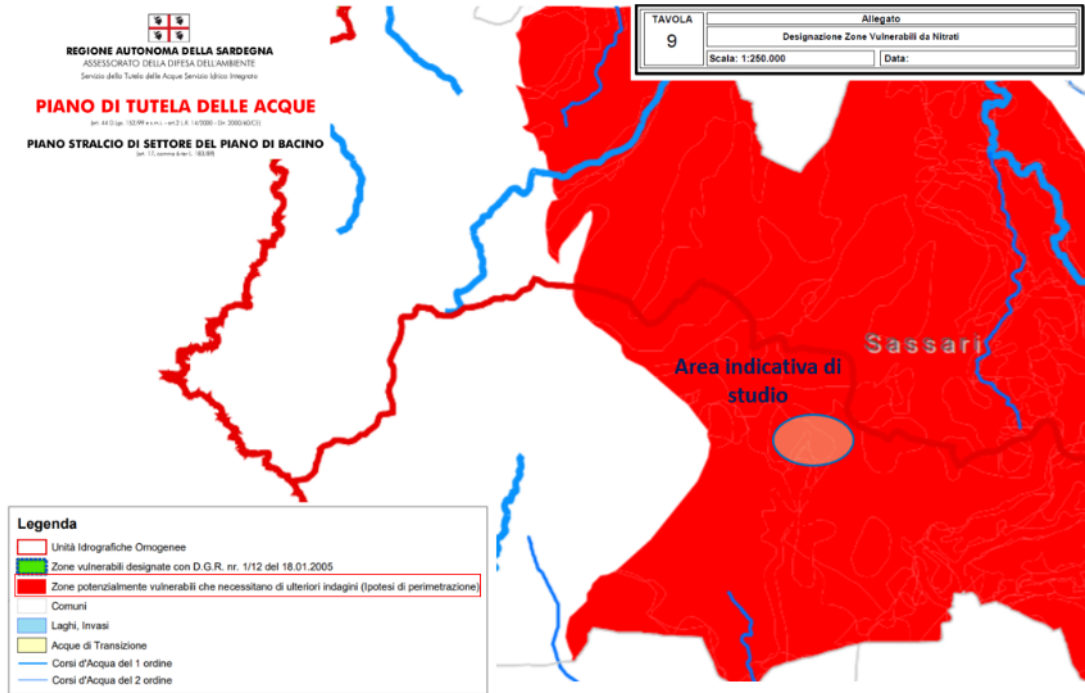 REGIONE AUTONOMA DELLA SARDEGNA
ASSESSORATO DELLA DIFESA DELL'AMBIENTE
Servizio della Tutela delle Acque Servizio Idrico Integrato
PIANO DI TUTELA DELLE ACQUE
PIANO STRALCIO DI SETTORE DEL PIANO DI BACINO
TAVOLA
9
Allegato
Designazione Zone Vulnerabili da Nitrati
Scala: 1:250.000
Data:
Sassari
Area indicativa di
studio
Legenda
Unità Idrografiche Omogenee
Zone vulnerabili designate con D.G.R. nr. 1/12 del 18.01.2005
Zone potenzialmente vulnerabili che necessitano di ulteriori indagini (Ipotesi di perimetrazione)
Comuni
Laghi, Invasi
Acque di Transizione
Corsi d'Acqua del 1 ordine
Corsi d'Acqua del 2 ordine